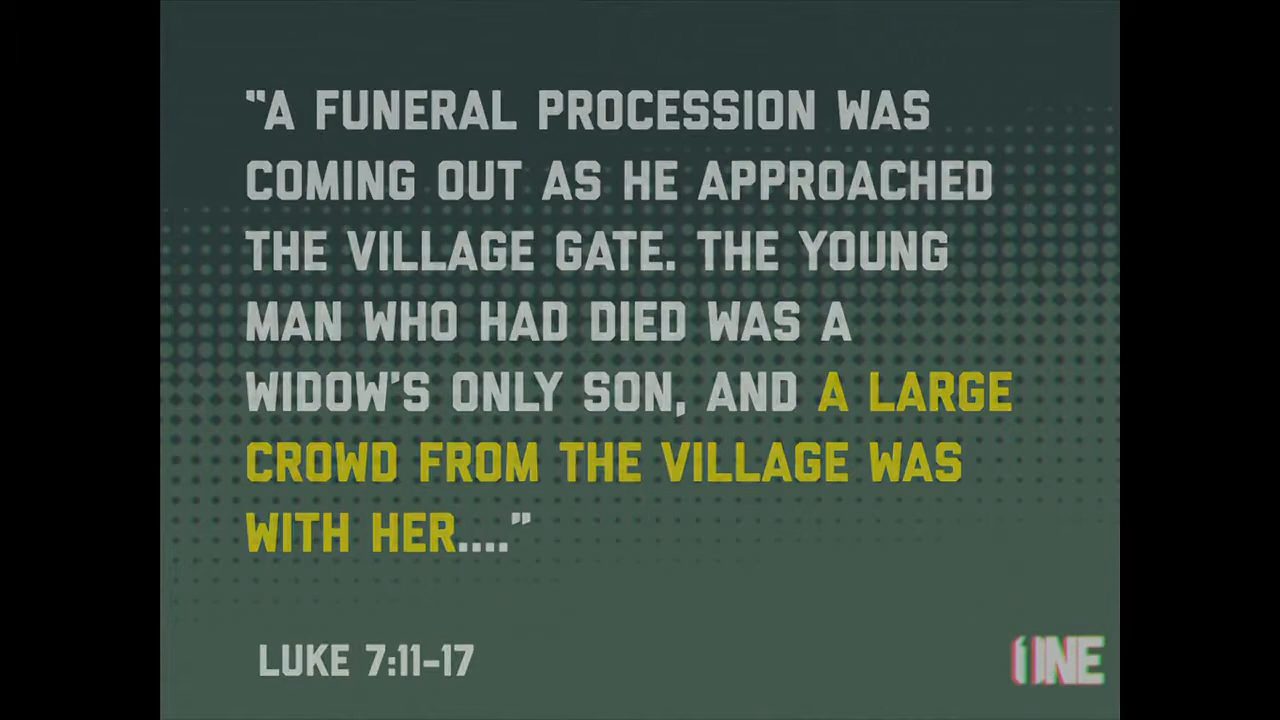 “A FUNERAL PROCESSION WAS
COMING OUT AS HE APPROACHED
THE VILLAGE GATE. THE YOUNG
MAN WHO HAD DIED WAS A
WIDOW’S ONLY SON, AND A LARGE
CROWD FROM THE VILLAGE WAS
WITH HER....”
LUKE 7:11-17
ONE